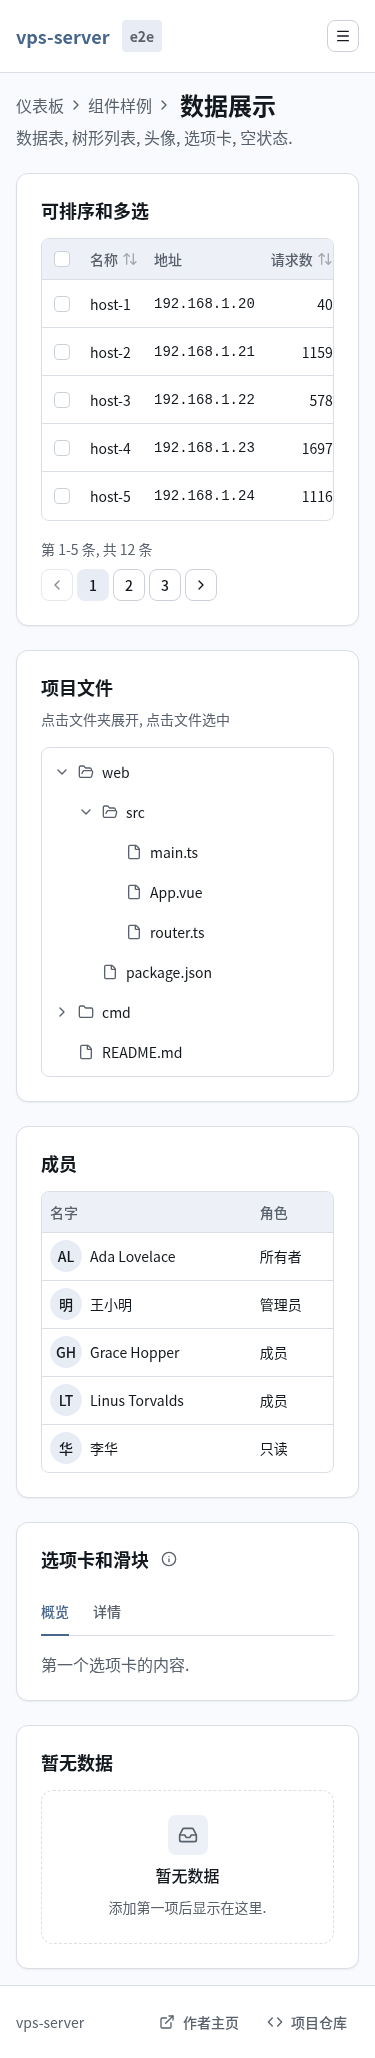 vps-server e2e
仪表板 组件样例 数据展示
数据表, 树形列表, 头像, 选项卡, 空状态.
可排序和多选
名称 地址 请求数
host-1 192.168.1.20 40
host-2 192.168.1.21 1159
host-3 192.168.1.22 578
host-4 192.168.1.23 1697
host-5 192.168.1.24 1116
第 1-5 条, 共 12 条
1 2 3
项目文件
点击文件夹展开, 点击文件选中
web
src
main.ts
App.vue
router.ts
package.json
cmd
README.md
成员
名字 角色
AL Ada Lovelace 所有者
明 王小明 管理员
GH Grace Hopper 成员
LT Linus Torvalds 成员
华 李华 只读
选项卡和滑块
概览 详情
第一个选项卡的内容.
暂无数据
暂无数据
添加第一项后显示在这里.
vps-server 作者主页 项目仓库